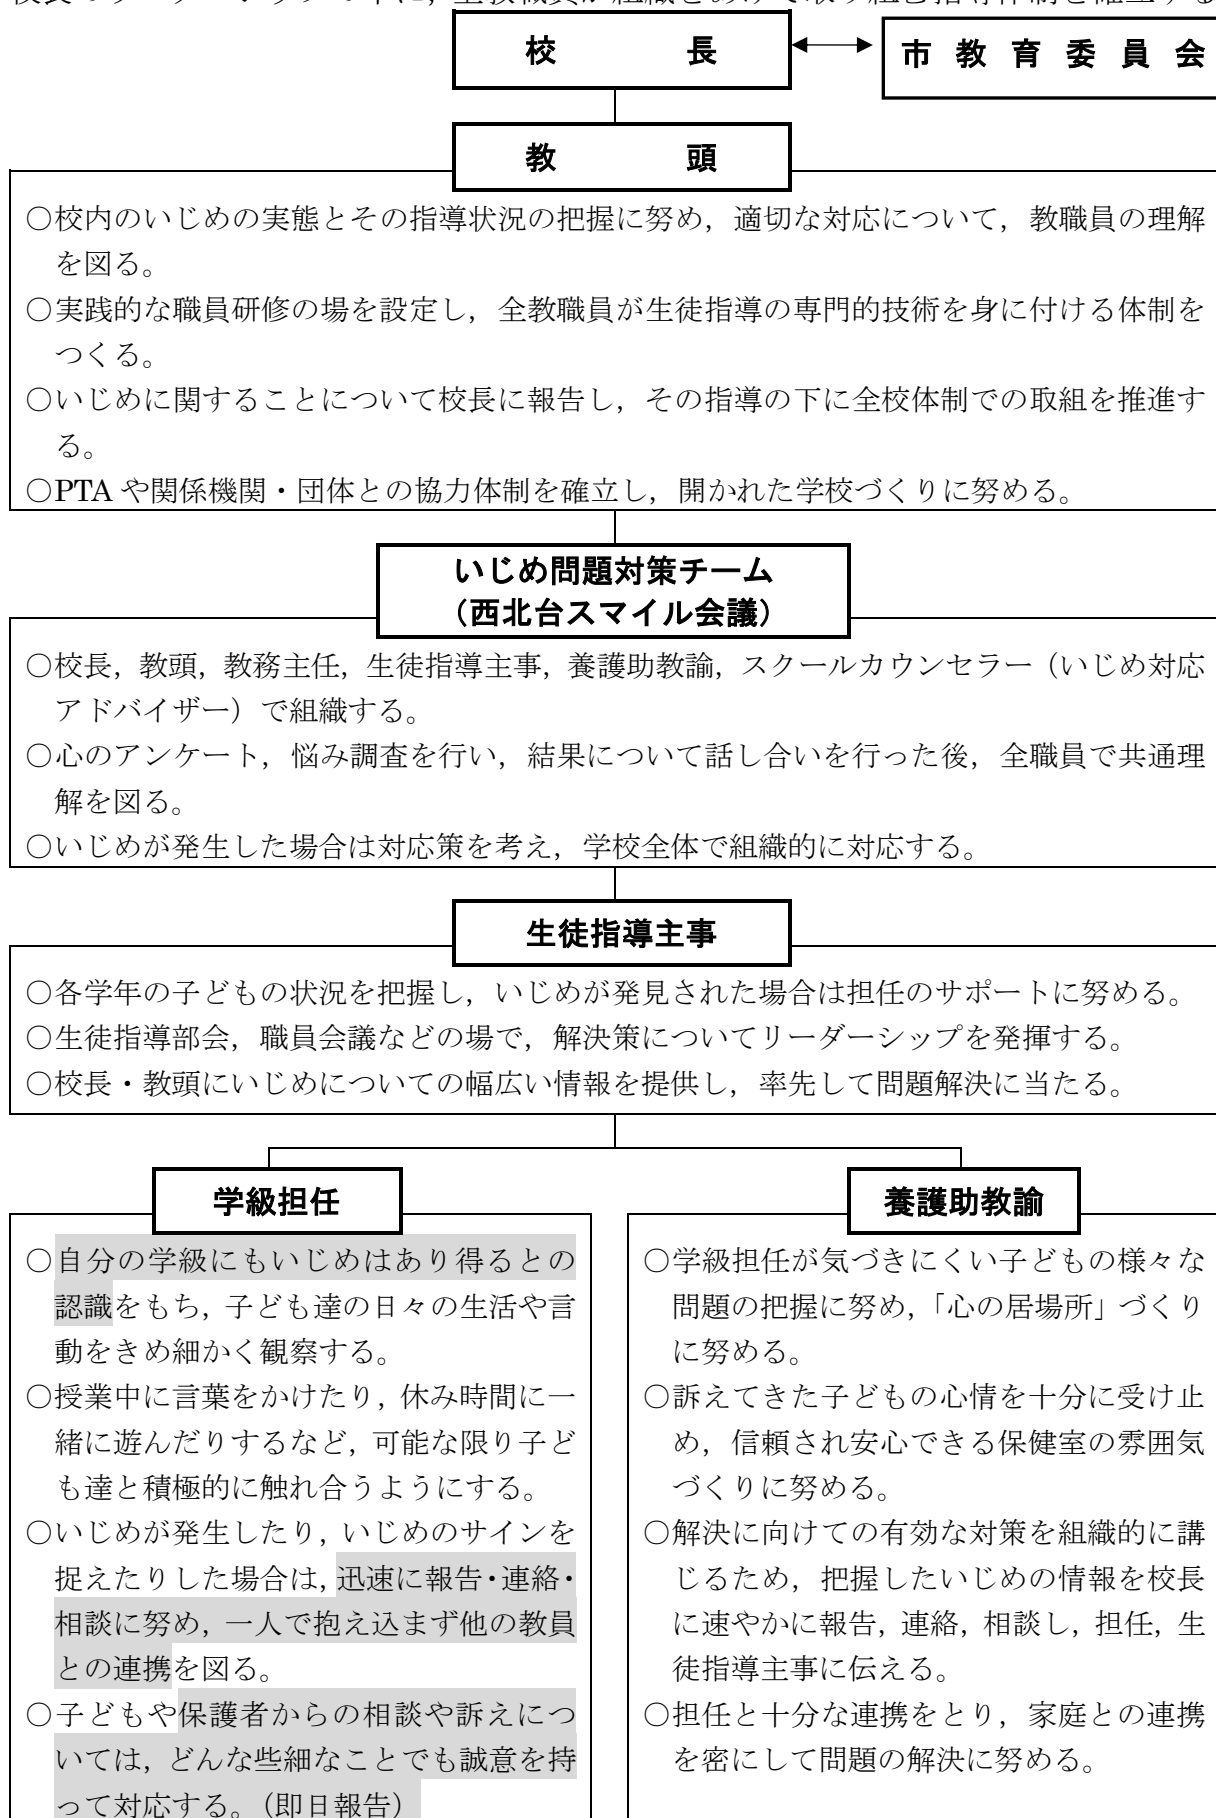 校　　　　長
市 教 育 委 員 会
教　　　　頭
○校内のいじめの実態とその指導状況の把握に努め，適切な対応について，教職員の理解
を図る。
○実践的な職員研修の場を設定し，全教職員が生徒指導の専門的技術を身に付ける体制を
つくる。
○いじめに関することについて校長に報告し，その指導の下に全校体制での取組を推進す
る。
○PTA や関係機関・団体との協力体制を確立し，開かれた学校づくりに努める。
いじめ問題対策チーム
（西北台スマイル会議）
○校長，教頭，教務主任，生徒指導主事，養護助教諭，スクールカウンセラー（いじめ対応
アドバイザー）で組織する。
○心のアンケート，悩み調査を行い，結果について話し合いを行った後，全職員で共通理
解を図る。
○いじめが発生した場合は対応策を考え，学校全体で組織的に対応する。
生徒指導主事
○各学年の子どもの状況を把握し，いじめが発見された場合は担任のサポートに努める。
○生徒指導部会，職員会議などの場で，解決策についてリーダーシップを発揮する。
○校長・教頭にいじめについての幅広い情報を提供し，率先して問題解決に当たる。
学級担任
○自分の学級にもいじめはあり得るとの
認識をもち，子ども達の日々の生活や言
動をきめ細かく観察する。
○授業中に言葉をかけたり，休み時間に一
緒に遊んだりするなど，可能な限り子ど
も達と積極的に触れ合うようにする。
○いじめが発生したり，いじめのサインを
捉えたりした場合は，迅速に報告・連絡・
相談に努め，一人で抱え込まず他の教員
との連携を図る。
○子どもや保護者からの相談や訴えにつ
いては，どんな些細なことでも誠意を持
って対応する。（即日報告）
養護助教諭
○学級担任が気づきにくい子どもの様々な
問題の把握に努め，「心の居場所」づくり
に努める。
○訴えてきた子どもの心情を十分に受け止
め，信頼され安心できる保健室の雰囲気
づくりに努める。
○解決に向けての有効な対策を組織的に講
じるため，把握したいじめの情報を校長
に速やかに報告，連絡，相談し，担任，生
徒指導主事に伝える。
○担任と十分な連携をとり，家庭との連携
を密にして問題の解決に努める。